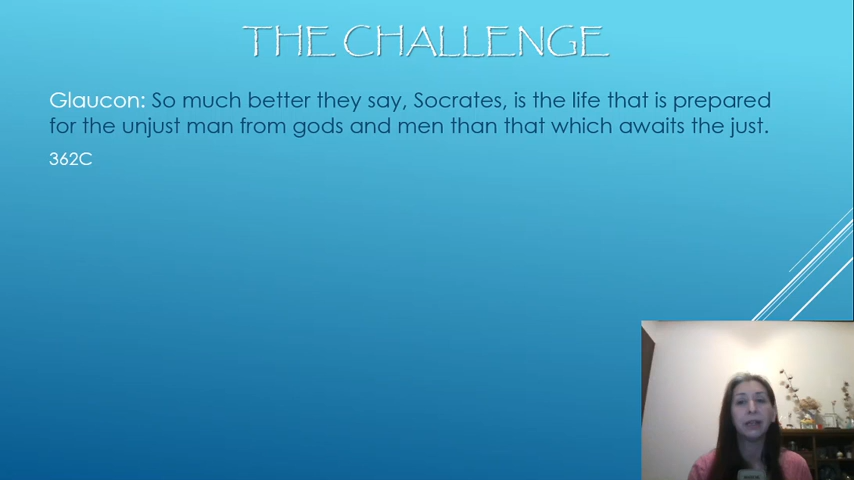 THE CHALLENGE
Glaucon: So much better they say, Socrates, is the life that is prepared
for the unjust man from gods and men than that which awaits the just.
362C